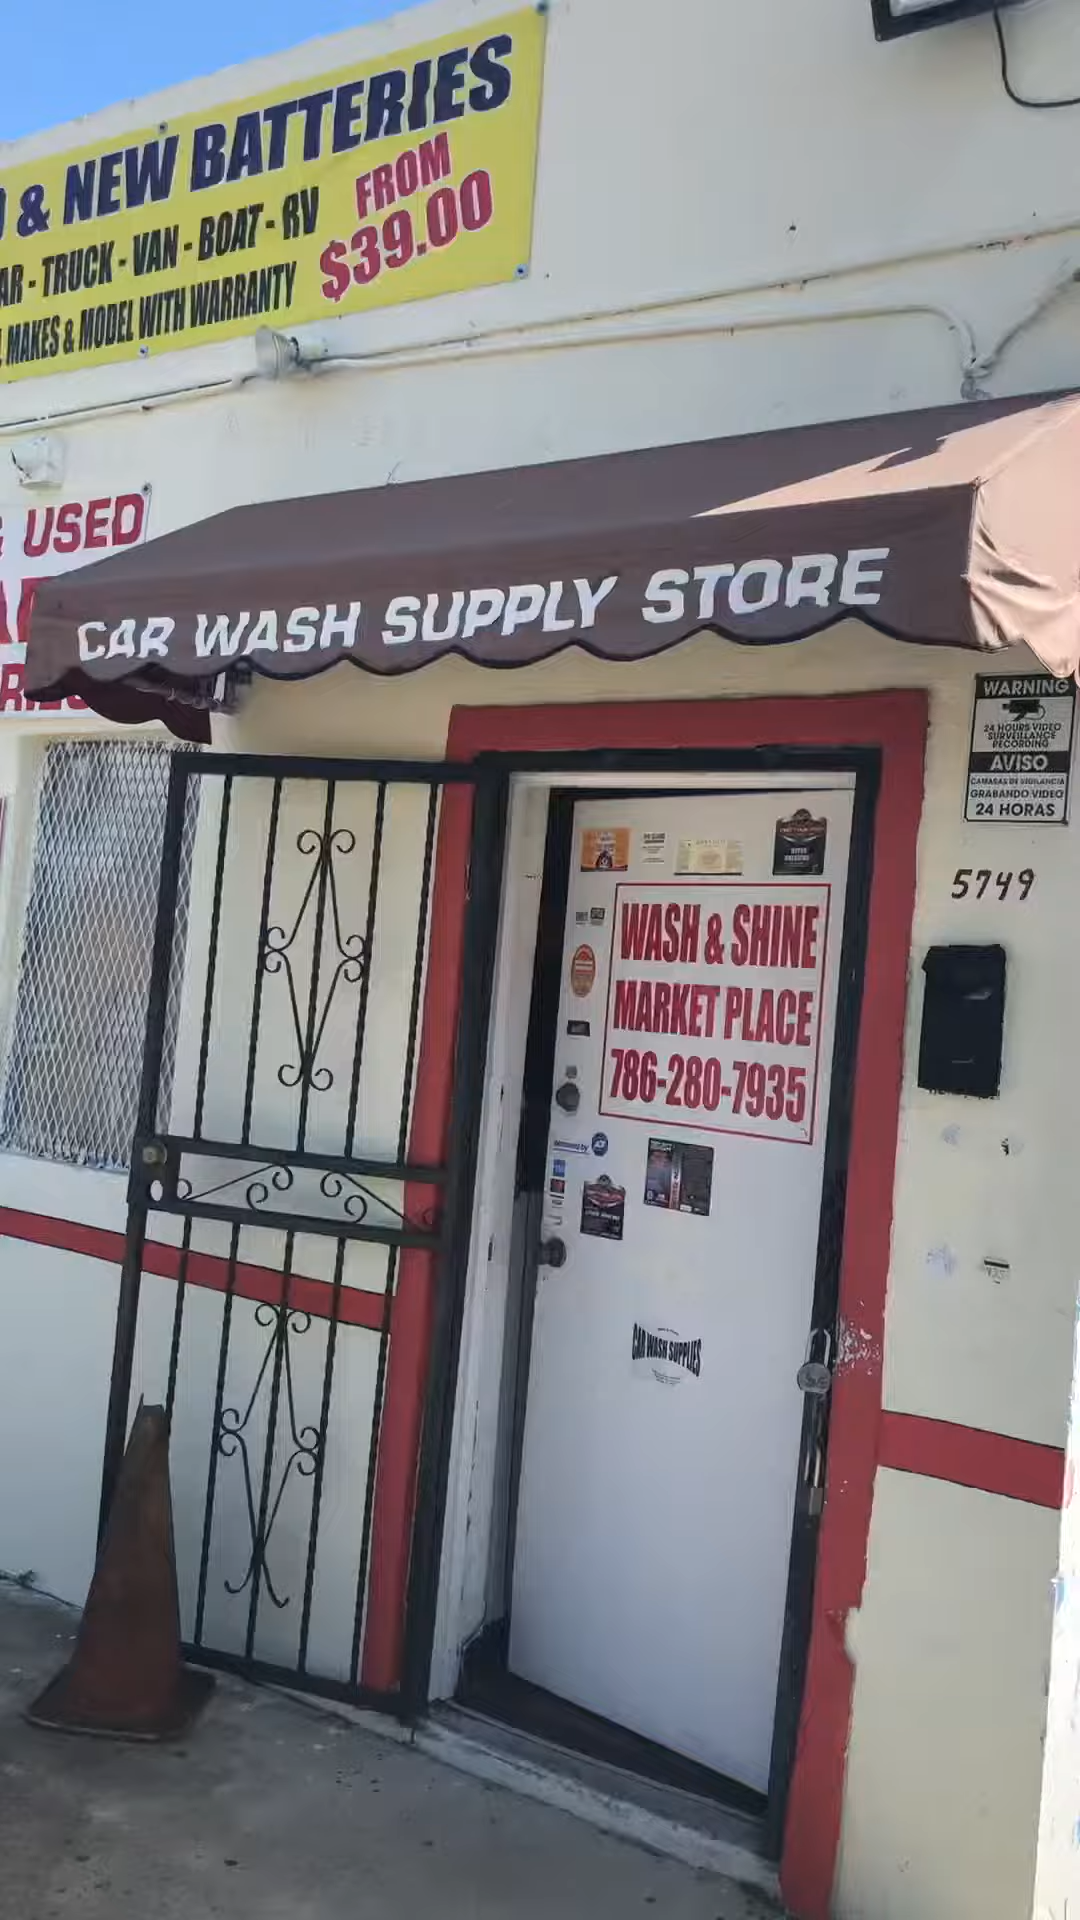 & NEW BATTERIES
- TRUCK - VAN - BOAT - RV
MAKES & MODEL WITH WARRANTY
FROM
$39.00
USED
CAR WASH SUPPLY STORE
WARNING
24 HOURS VIDEO
SURVEILLANCE
RECORDING
AVISO
CAMARAS DE VIGILANCIA
GRABANDO VIDEO
24 HORAS
5749
WASH & SHINE
MARKET PLACE
786-280-7935
CAR WASH SUPPLIES